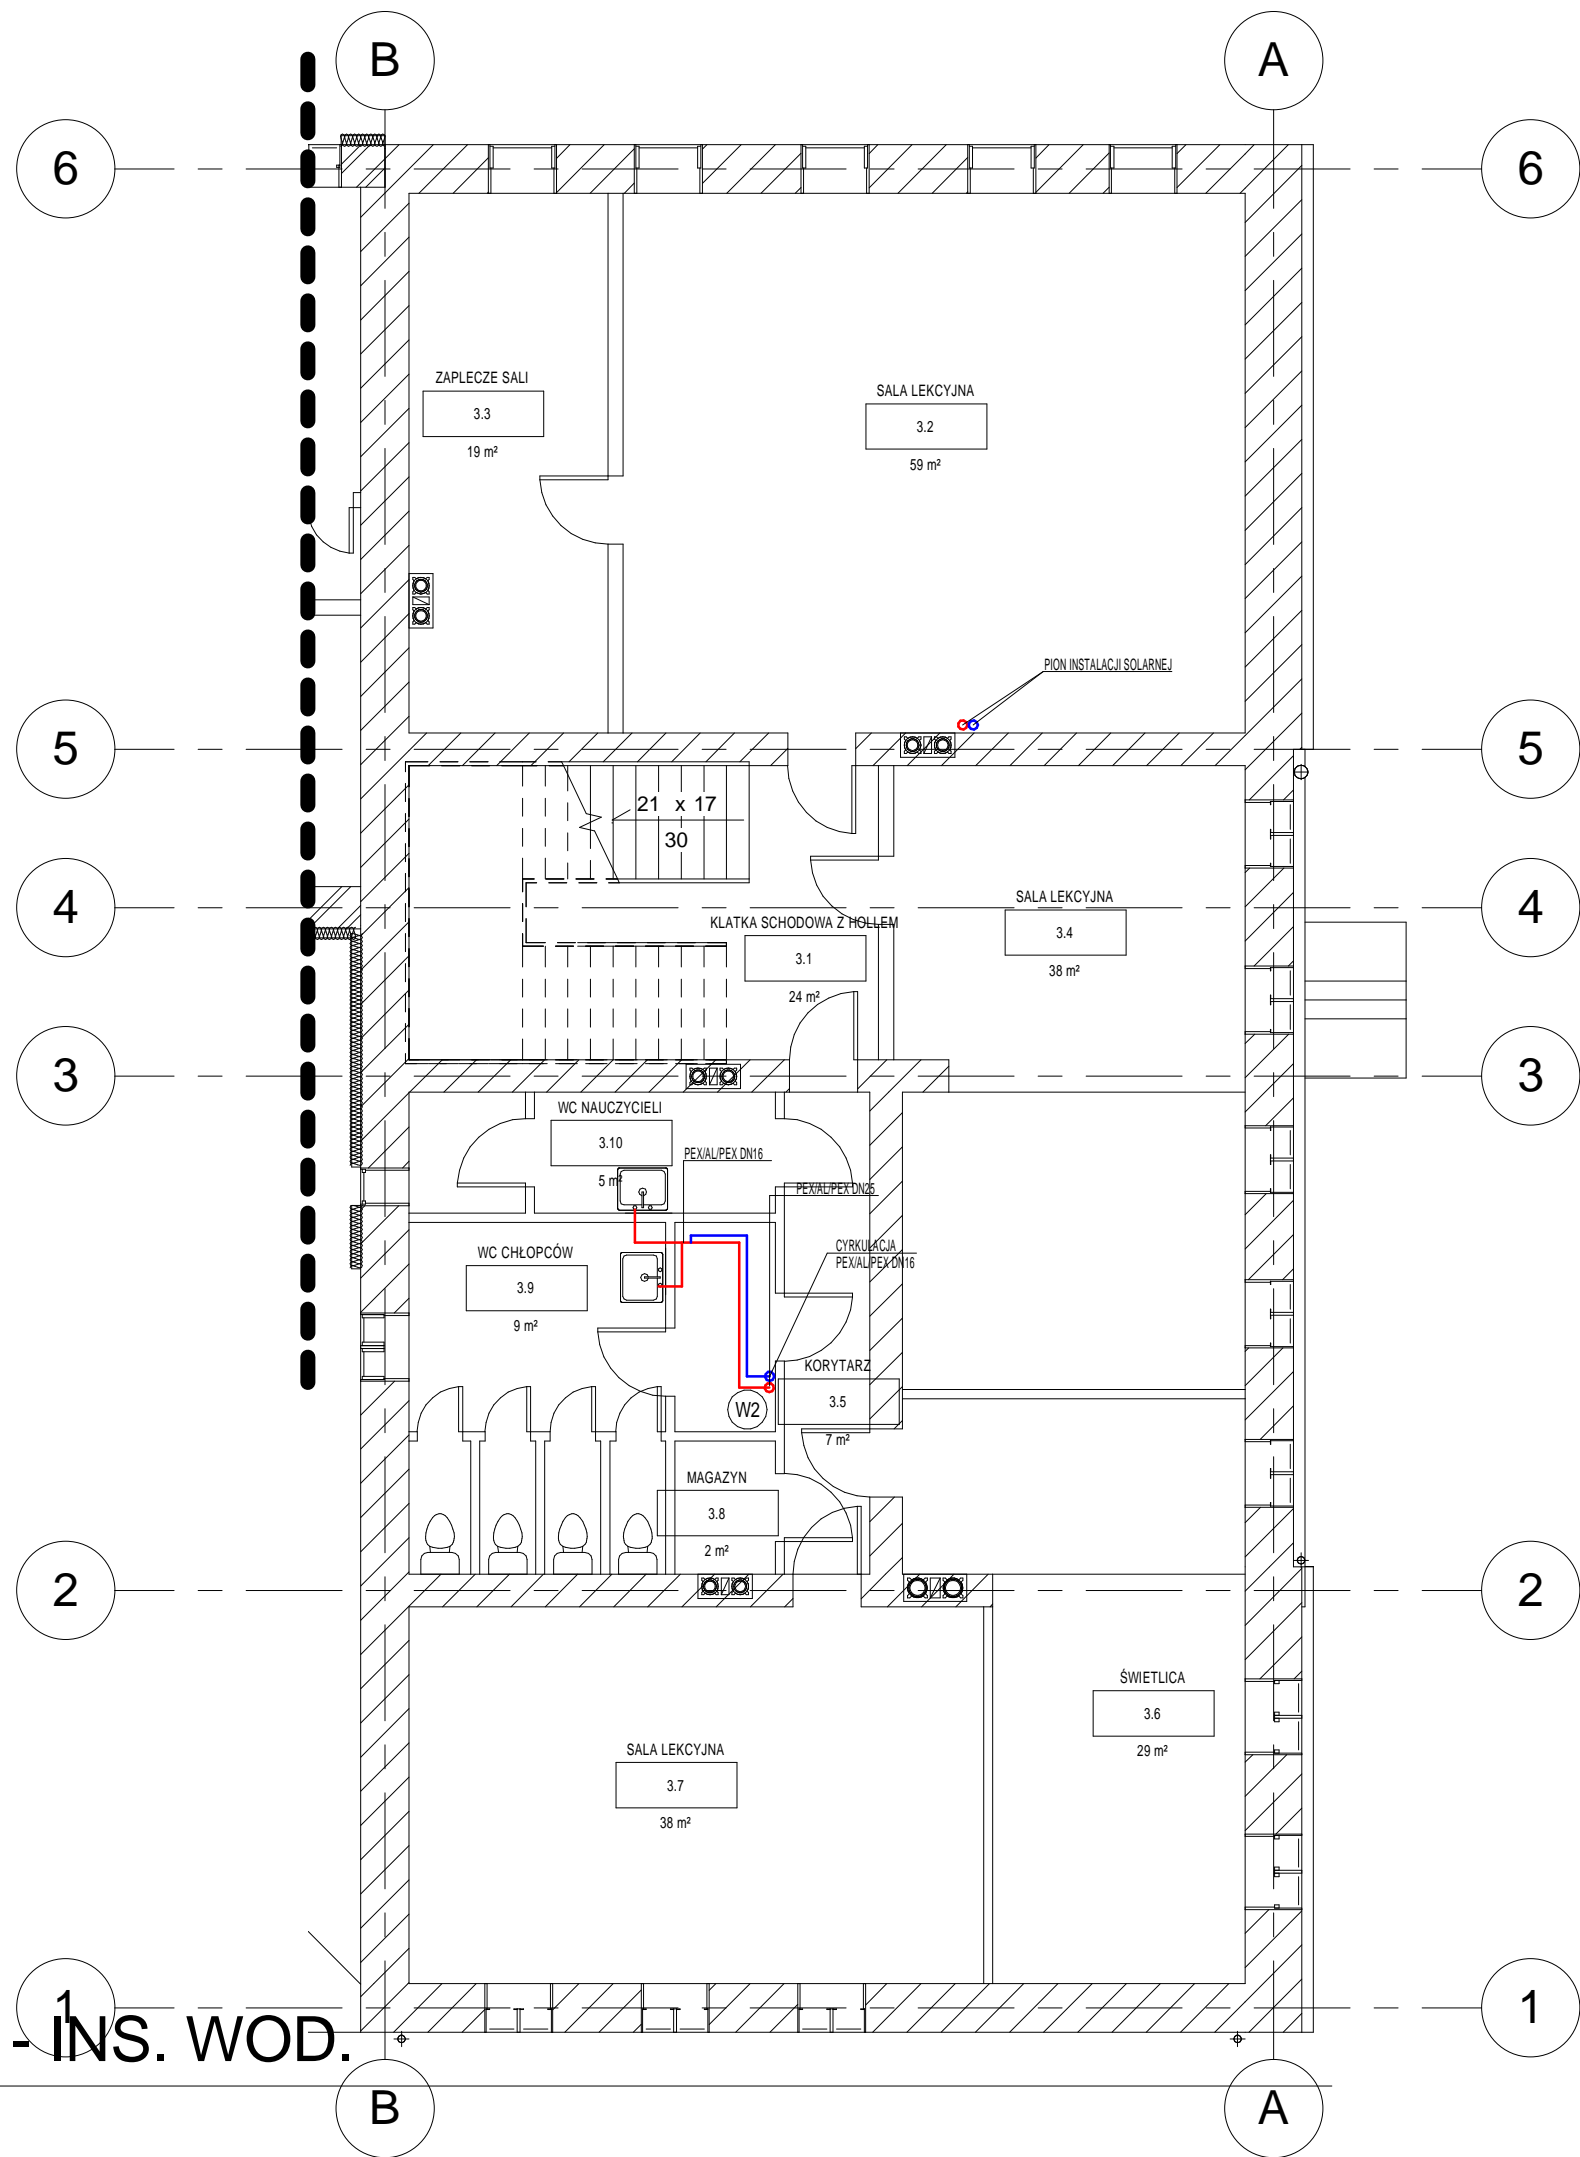 B
A
6
6
ZAPLECZE SALI
3.3
19 m²
SALA LEKCYJNA
3.2
59 m²
PION INSTALACJI SOLARNEJ
5
5
21 x 17
30
4
4
SALA LEKCYJNA
3.4
38 m²
KLATKA SCHODOWA Z HOLLEM
3.1
24 m²
3
3
WC NAUCZYCIELI
3.10
5 m²
PEX/AL/PEX DN16
PEX/AL/PEX DN25
CYRKULACJA
PEX/AL/PEX DN16
WC CHŁOPCÓW
3.9
9 m²
KORYTARZ
3.5
7 m²
W2
MAGAZYN
3.8
2 m²
2
2
ŚWIETLICA
3.6
29 m²
SALA LEKCYJNA
3.7
38 m²
1
1
- INS. WOD.
B
A